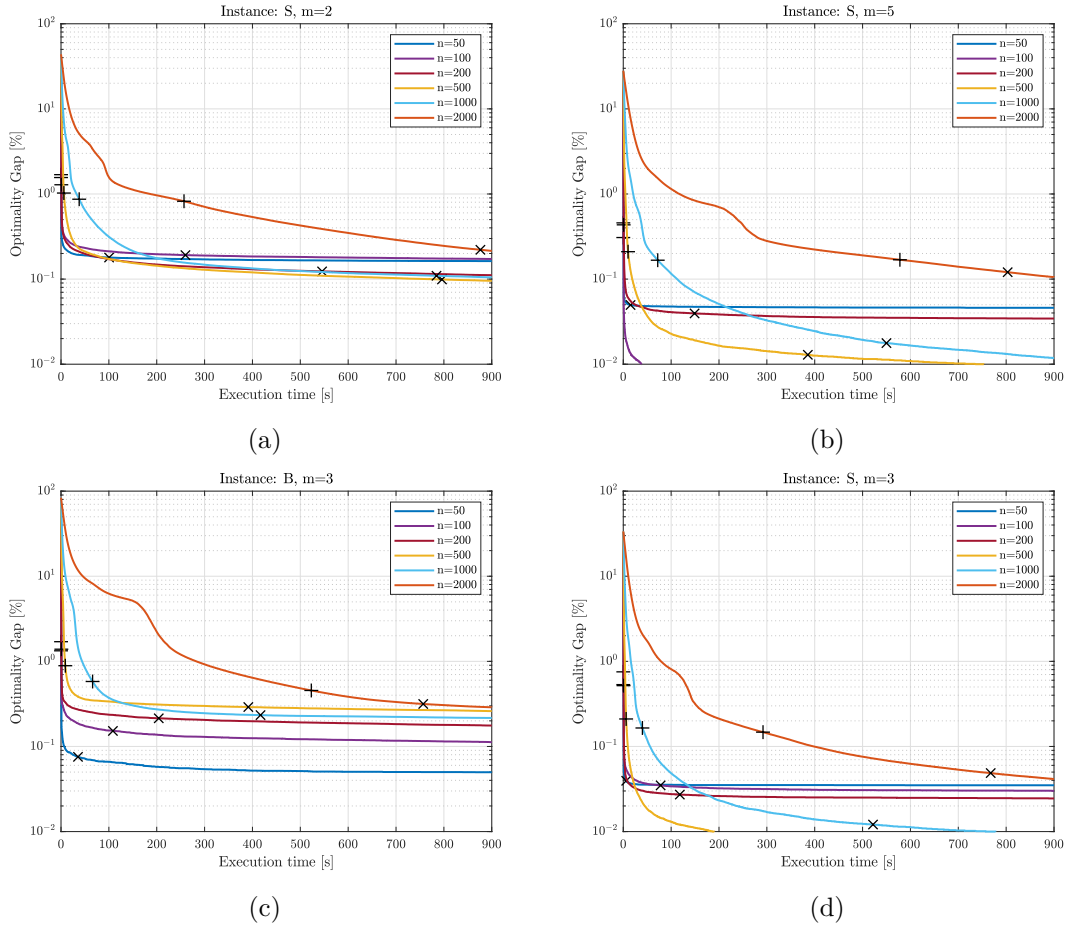 Instance: S, m=2
10^2
10^1
10^0
10^-1
10^-2
Optimality Gap [%]
n=50
n=100
n=200
n=500
n=1000
n=2000
0 100 200 300 400 500 600 700 800 900
Execution time [s]
(a)
Instance: S, m=5
10^2
10^1
10^0
10^-1
10^-2
Optimality Gap [%]
n=50
n=100
n=200
n=500
n=1000
n=2000
0 100 200 300 400 500 600 700 800 900
Execution time [s]
(b)
Instance: B, m=3
10^2
10^1
10^0
10^-1
10^-2
Optimality Gap [%]
n=50
n=100
n=200
n=500
n=1000
n=2000
0 100 200 300 400 500 600 700 800 900
Execution time [s]
(c)
Instance: S, m=3
10^2
10^1
10^0
10^-1
10^-2
Optimality Gap [%]
n=50
n=100
n=200
n=500
n=1000
n=2000
0 100 200 300 400 500 600 700 800 900
Execution time [s]
(d)